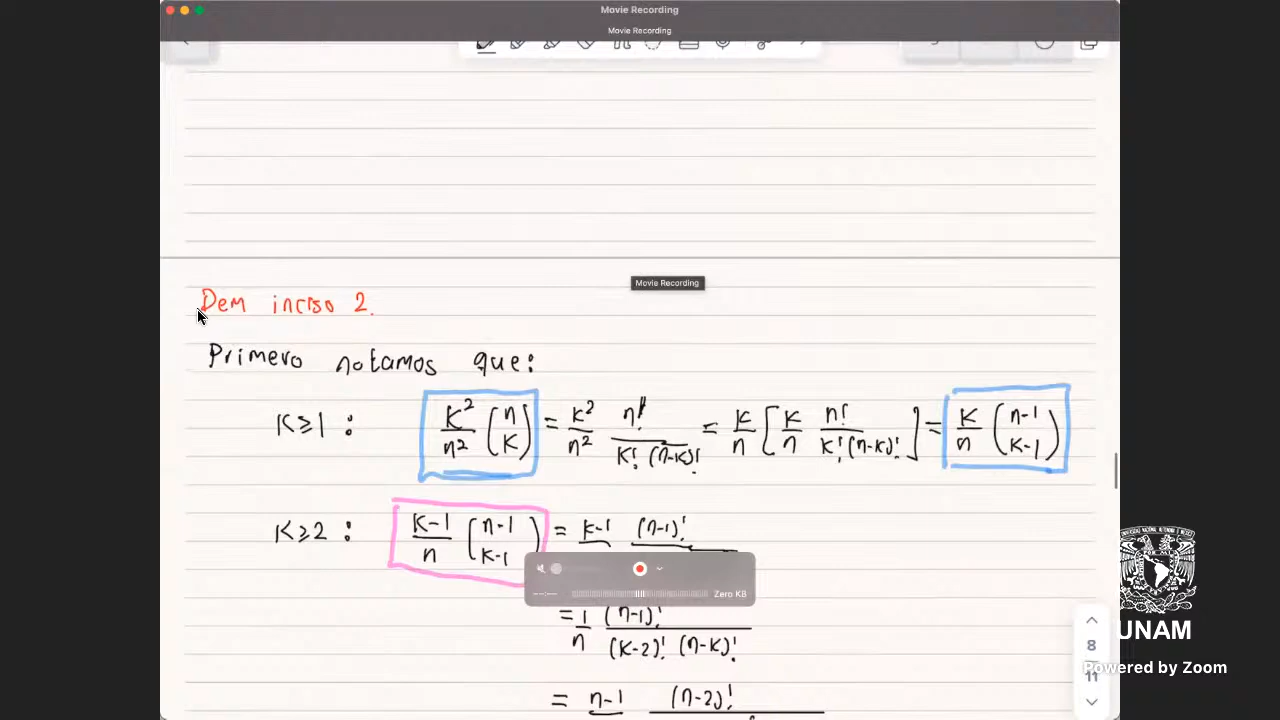 Movie Recording
Movie Recording
Movie Recording
Dem inciso 2.
Primero notamos que:
K≥1 : K²/n² (n K) = K²/n² n!/K!(n-K)! = K/n [K/n n!/K!(n-K)!] = K/n (n-1 K-1)
K≥2 : K-1/n (n-1 K-1) = K-1 (n-1)!
Zero KB
= 1/n (n-1)!/(K-2)! (n-K)!
= n-1 (n-2)!
8
11
UNAM
Powered by Zoom